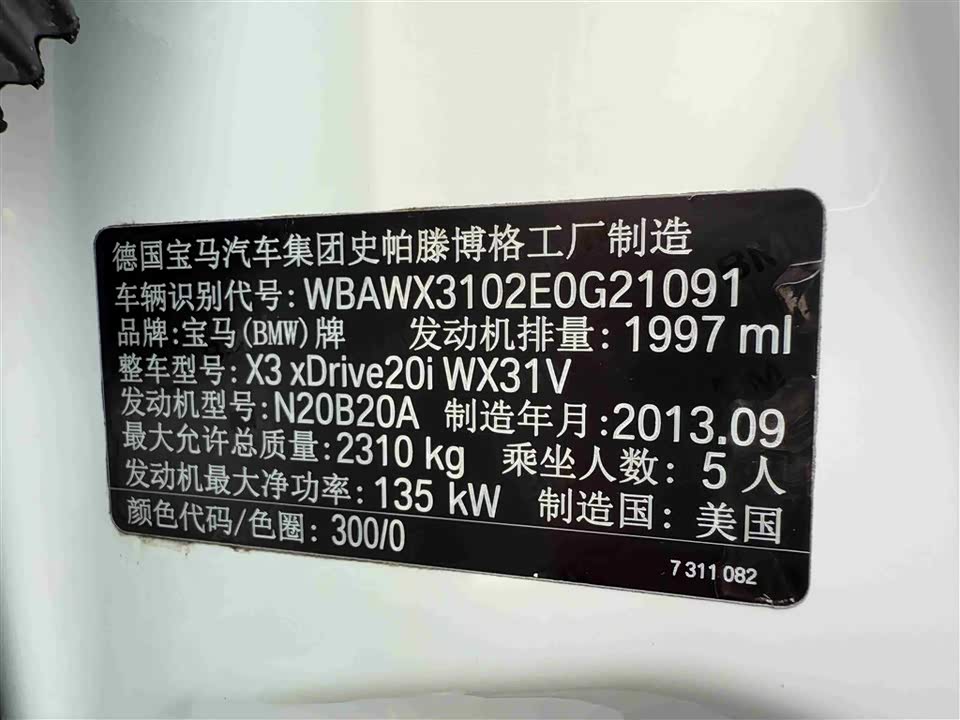 德国宝马汽车集团史帕滕博格工厂制造
车辆识别代号: WBAWX3102E0G21091
品牌: 宝马(BMW)牌 发动机排量: 1997 ml
整车型号: X3 xDrive20i WX31V
发动机型号: N20B20A 制造年月: 2013.09
最大允许总质量: 2310 kg 乘坐人数: 5 人
发动机最大净功率: 135 kW 制造国: 美国
颜色代码/色圈: 300/0
7 311 082